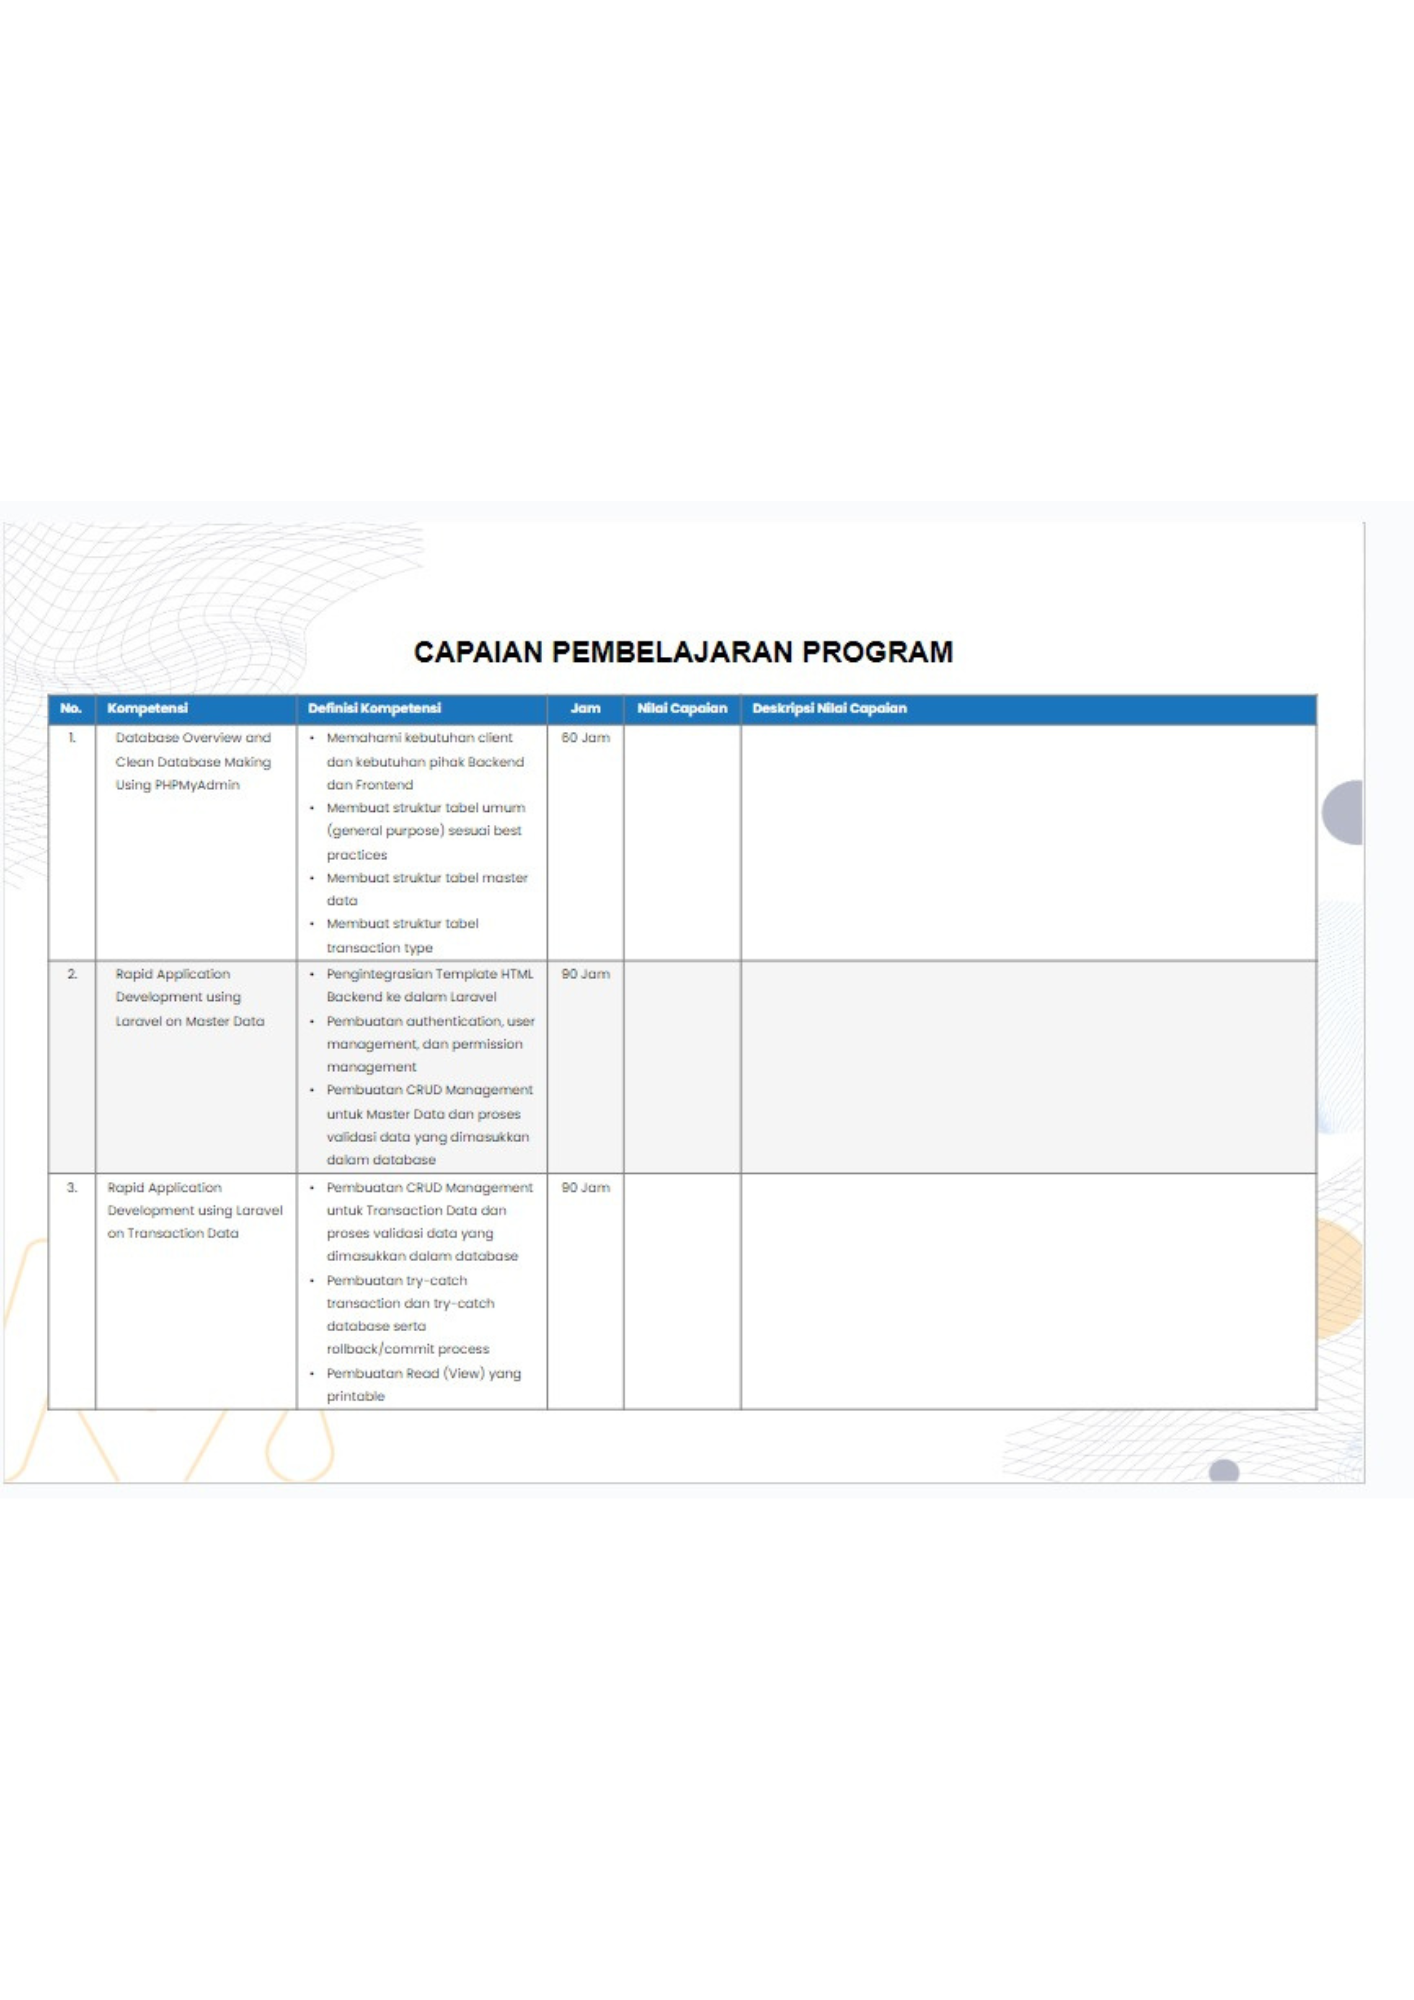 CAPAIAN PEMBELAJARAN PROGRAM
No. Kompetensi Definisi Kompetensi Jam Nilai Capaian Deskripsi Nilai Capaian
1. Database Overview and • Memahami kebutuhan client 60 Jam
Clean Database Making dan kebutuhan pihak Backend
Using PHPMyAdmin dan Frontend
• Membuat struktur tabel umum
(general purpose) sesuai best
practices
• Membuat struktur tabel master
data
• Membuat struktur tabel
transaction type
2. Rapid Application • Pengintegrasian Template HTML 90 Jam
Development using Backend ke dalam Laravel
Laravel on Master Data • Pembuatan authentication, user
management, dan permission
management
• Pembuatan CRUD Management
untuk Master Data dan proses
validasi data yang dimasukkan
dalam database
3. Rapid Application • Pembuatan CRUD Management 90 Jam
Development using Laravel untuk Transaction Data dan
on Transaction Data proses validasi data yang
dimasukkan dalam database
• Pembuatan try-catch
transaction dan try-catch
database serta
rollback/commit process
• Pembuatan Read (View) yang
printable